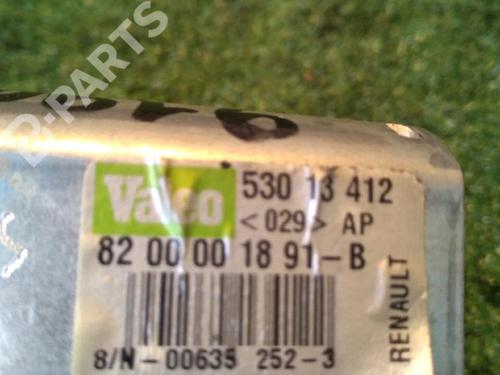 B-PARTS
Valeo 530 13 412
<029> AP
82 00 00 18 91-B
RENAULT
S/N-00635 252-3